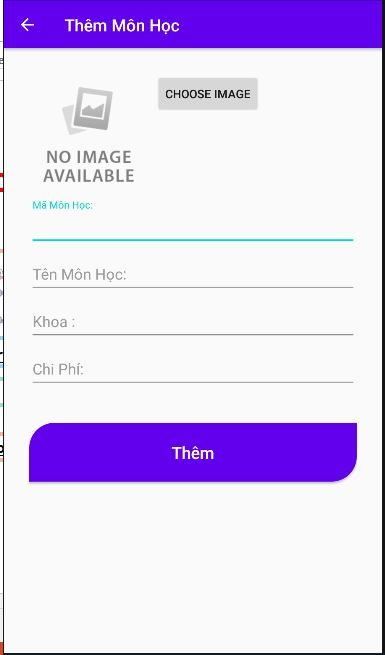 Thêm Môn Học
CHOOSE IMAGE
NO IMAGE
AVAILABLE
Mã Môn Học:
Tên Môn Học:
Khoa :
Chi Phí:
Thêm